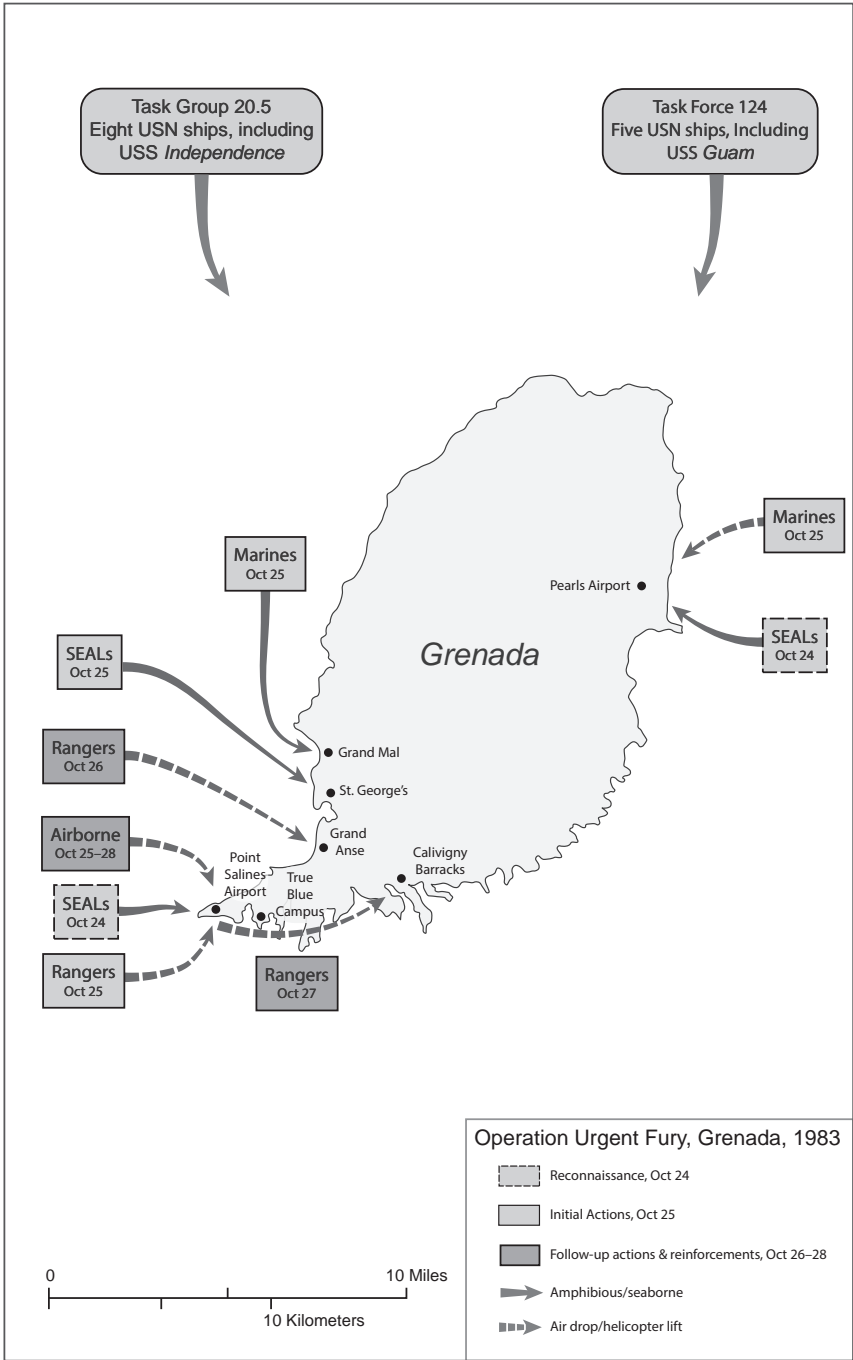 Task Group 20.5
Eight USN ships, including
USS Independence
Task Force 124
Five USN ships, Including
USS Guam
Marines
Oct 25
Marines
Oct 25
Pearls Airport
SEALs
Oct 24
SEALs
Oct 25
Grenada
Rangers
Oct 26
Grand Mal
St. George's
Airborne
Oct 25–28
Grand
Anse
Point
Salines
Airport
True
Blue
Campus
Calivigny
Barracks
SEALs
Oct 24
Rangers
Oct 25
Rangers
Oct 27
Operation Urgent Fury, Grenada, 1983
Reconnaissance, Oct 24
Initial Actions, Oct 25
Follow-up actions & reinforcements, Oct 26–28
Amphibious/seaborne
Air drop/helicopter lift
0
10 Miles
10 Kilometers